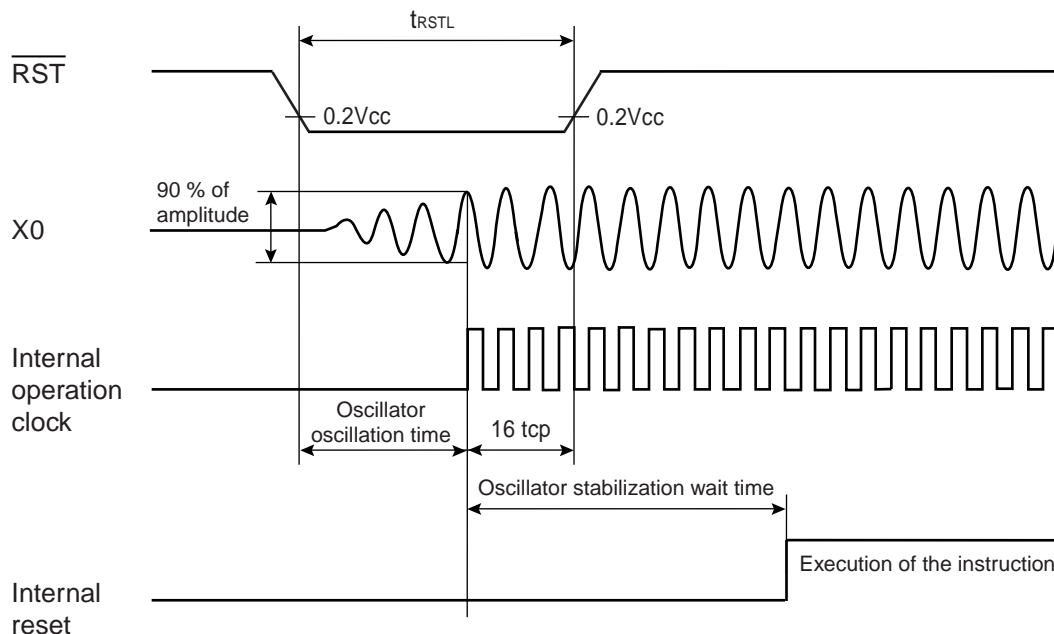 tRSTL
RST
0.2Vcc
0.2Vcc
90 % of
amplitude
X0
Internal
operation
clock
Oscillator
oscillation time
16 tcp
Oscillator stabilization wait time
Execution of the instruction
Internal
reset